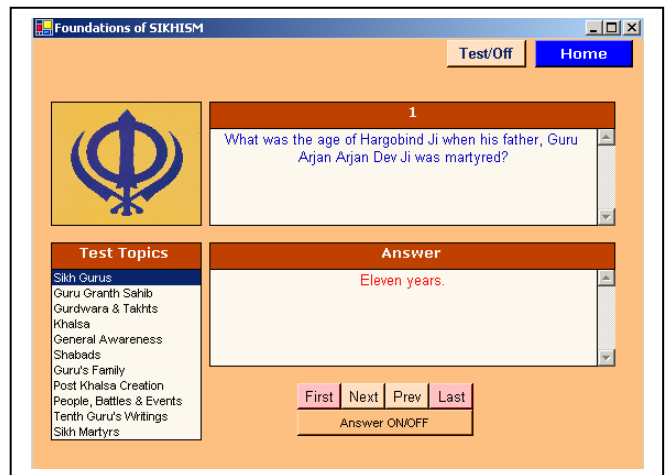 Foundations of SIKHISM
Test/Off
Home
1
What was the age of Hargobind Ji when his father, Guru
Arjan Arjan Dev Ji was martyred?
Test Topics
Sikh Gurus
Guru Granth Sahib
Gurdwara & Takhts
Khalsa
General Awareness
Shabads
Guru's Family
Post Khalsa Creation
People, Battles & Events
Tenth Guru's Writings
Sikh Martyrs
Answer
Eleven years.
First
Next
Prev
Last
Answer ON/OFF